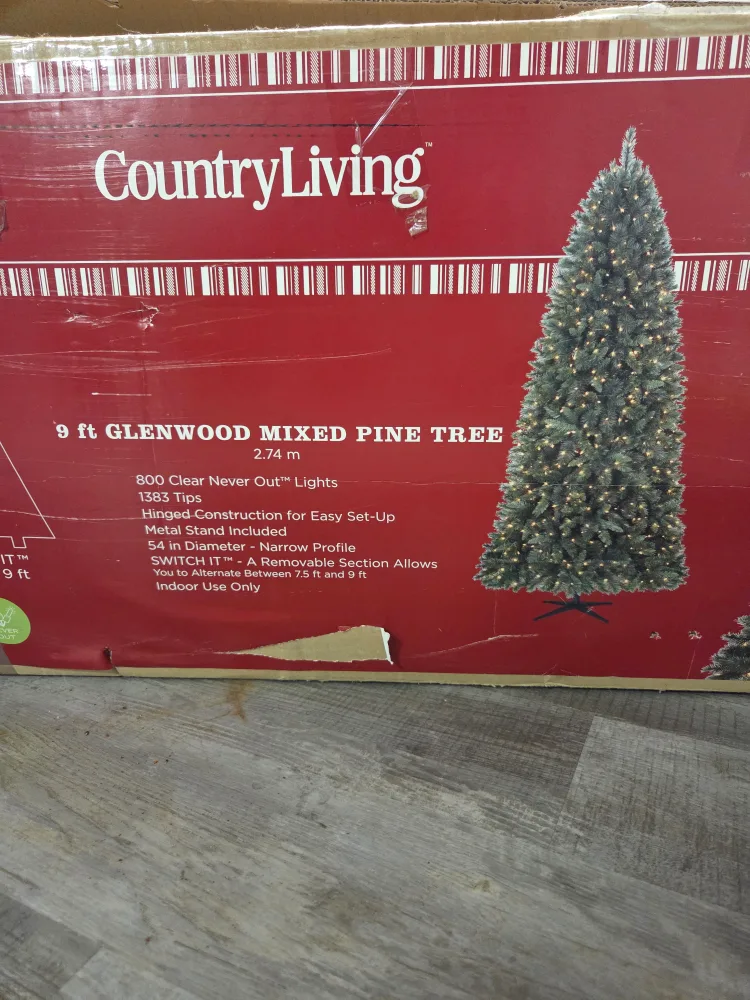 CountryLiving™
9 ft GLENWOOD MIXED PINE TREE
2.74 m
800 Clear Never Out™ Lights
1383 Tips
Hinged Construction for Easy Set-Up
Metal Stand Included
54 in Diameter - Narrow Profile
SWITCH IT™ - A Removable Section Allows
You to Alternate Between 7.5 ft and 9 ft
Indoor Use Only
IT™
9 ft
OUT